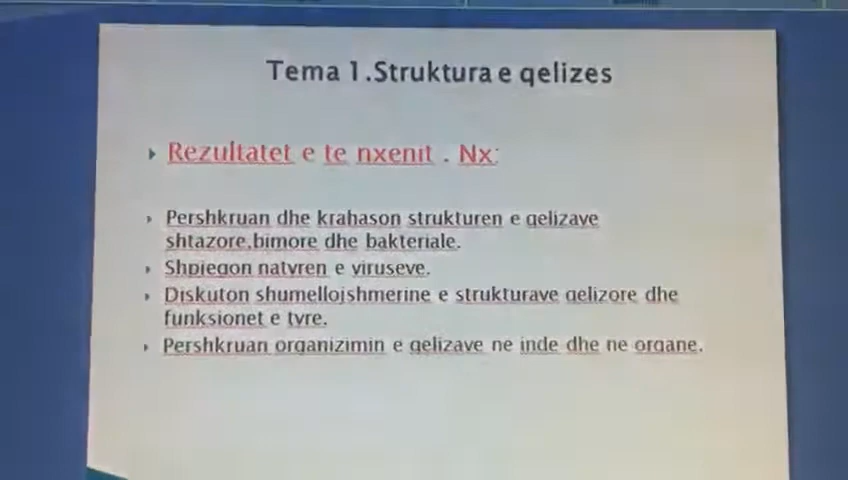 Tema 1.Struktura e qelizes
Rezultatet e te nxenit . Nx:
Pershkruan dhe krahason strukturen e qelizave
shtazore,bimore dhe bakteriale.
Shpiegon natyren e viruseve.
Diskuton shumellojshmerine e strukturave qelizore dhe
funksionet e tyre.
Pershkruan organizimin e qelizave ne inde dhe ne organe.